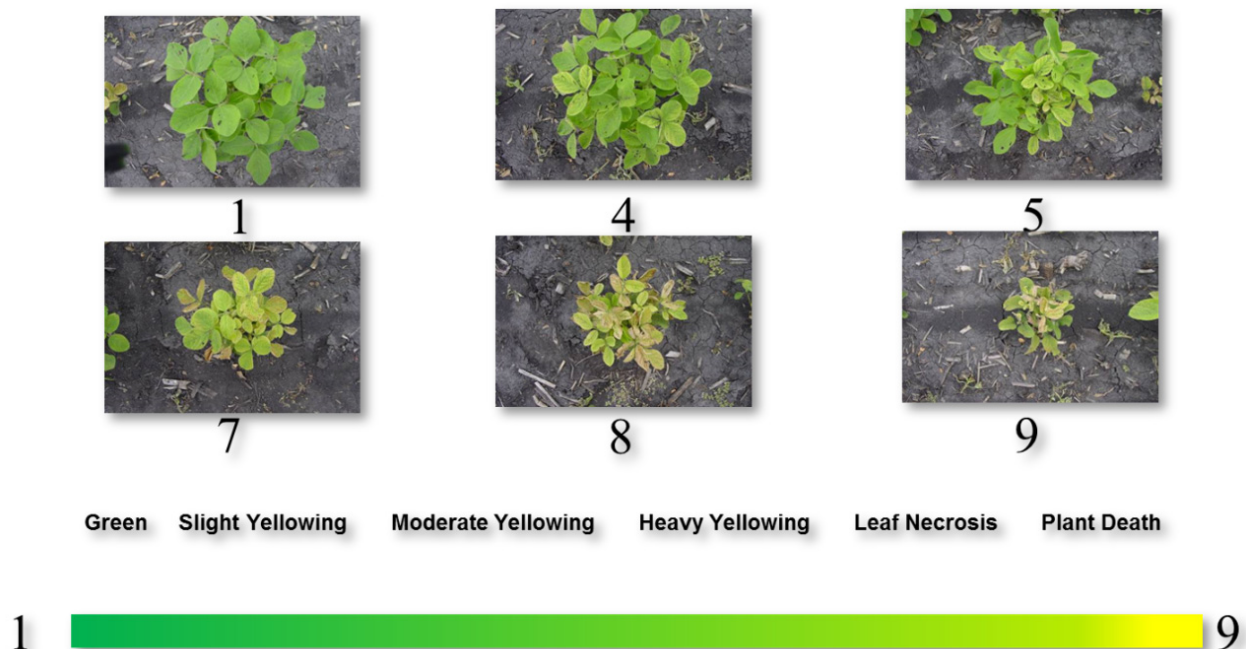 1 4 5
7 8 9
Green Slight Yellowing Moderate Yellowing Heavy Yellowing Leaf Necrosis Plant Death
1 9